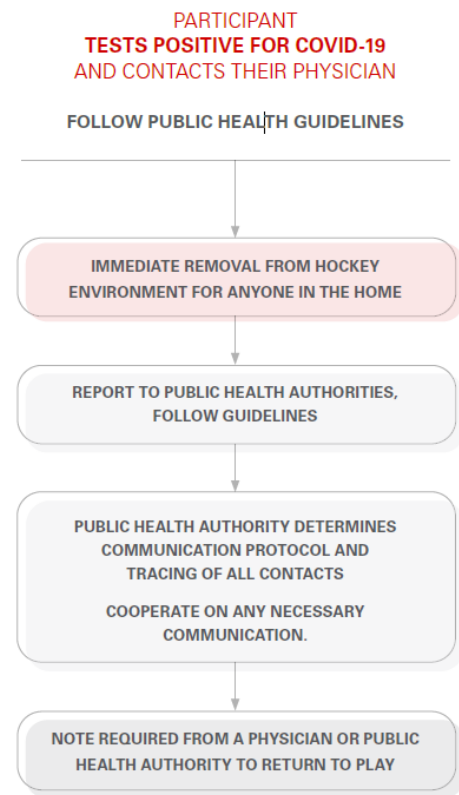 PARTICIPANT
TESTS POSITIVE FOR COVID-19
AND CONTACTS THEIR PHYSICIAN
FOLLOW PUBLIC HEALTH GUIDELINES
IMMEDIATE REMOVAL FROM HOCKEY
ENVIRONMENT FOR ANYONE IN THE HOME
REPORT TO PUBLIC HEALTH AUTHORITIES,
FOLLOW GUIDELINES
PUBLIC HEALTH AUTHORITY DETERMINES
COMMUNICATION PROTOCOL AND
TRACING OF ALL CONTACTS
COOPERATE ON ANY NECESSARY
COMMUNICATION.
NOTE REQUIRED FROM A PHYSICIAN OR PUBLIC
HEALTH AUTHORITY TO RETURN TO PLAY